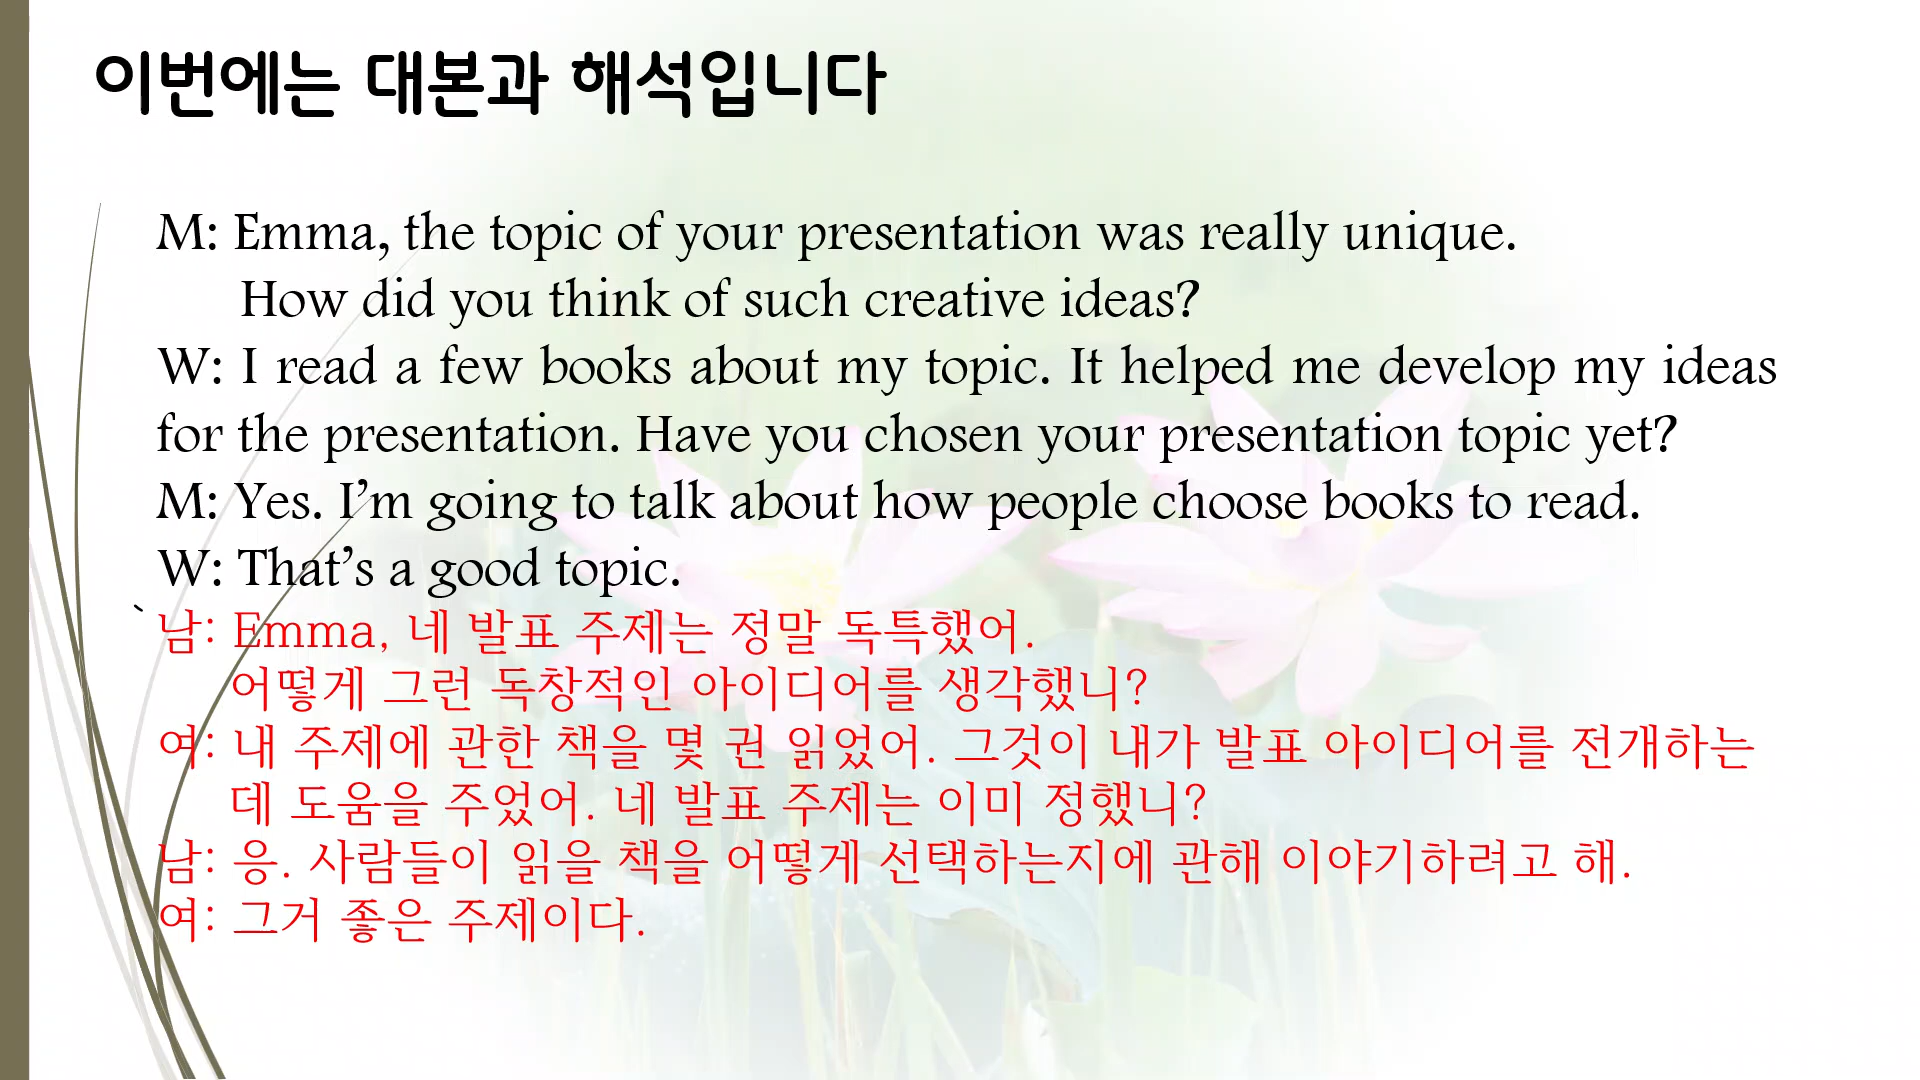 이번에는 대본과 해석입니다
M: Emma, the topic of your presentation was really unique.
How did you think of such creative ideas?
W: I read a few books about my topic. It helped me develop my ideas
for the presentation. Have you chosen your presentation topic yet?
M: Yes. I’m going to talk about how people choose books to read.
W: That’s a good topic.
`
남: Emma, 네 발표 주제는 정말 독특했어.
어떻게 그런 독창적인 아이디어를 생각했니?
여: 내 주제에 관한 책을 몇 권 읽었어. 그것이 내가 발표 아이디어를 전개하는
데 도움을 주었어. 네 발표 주제는 이미 정했니?
남: 응. 사람들이 읽을 책을 어떻게 선택하는지에 관해 이야기하려고 해.
여: 그거 좋은 주제이다.